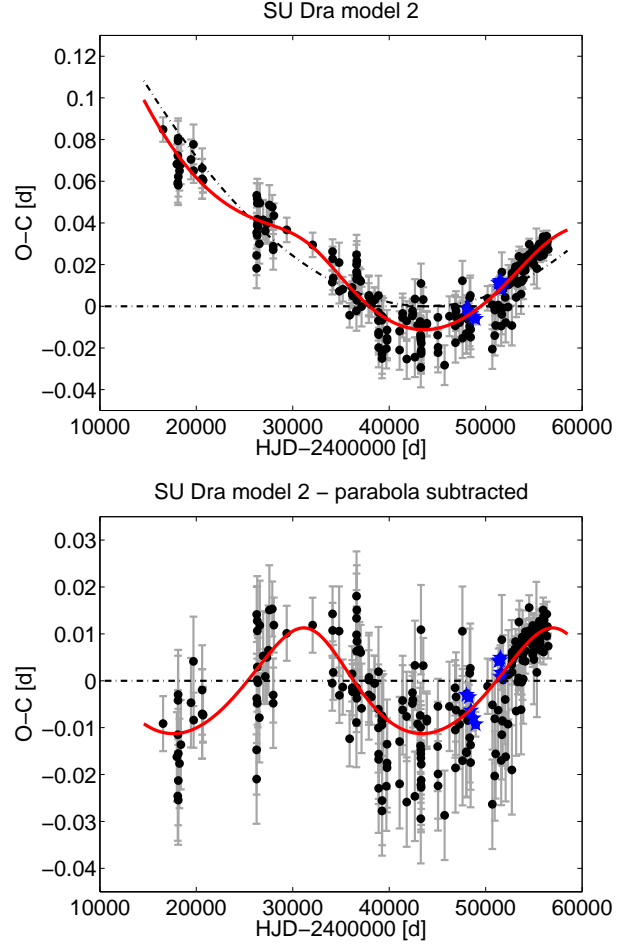 SU Dra model 2
0.12
0.1
0.08
0.06
0.04
0.02
0
−0.02
−0.04
O−C [d]
10000 20000 30000 40000 50000 60000
HJD−2400000 [d]
SU Dra model 2 − parabola subtracted
0.03
0.02
0.01
0
−0.01
−0.02
−0.03
−0.04
O−C [d]
10000 20000 30000 40000 50000 60000
HJD−2400000 [d]